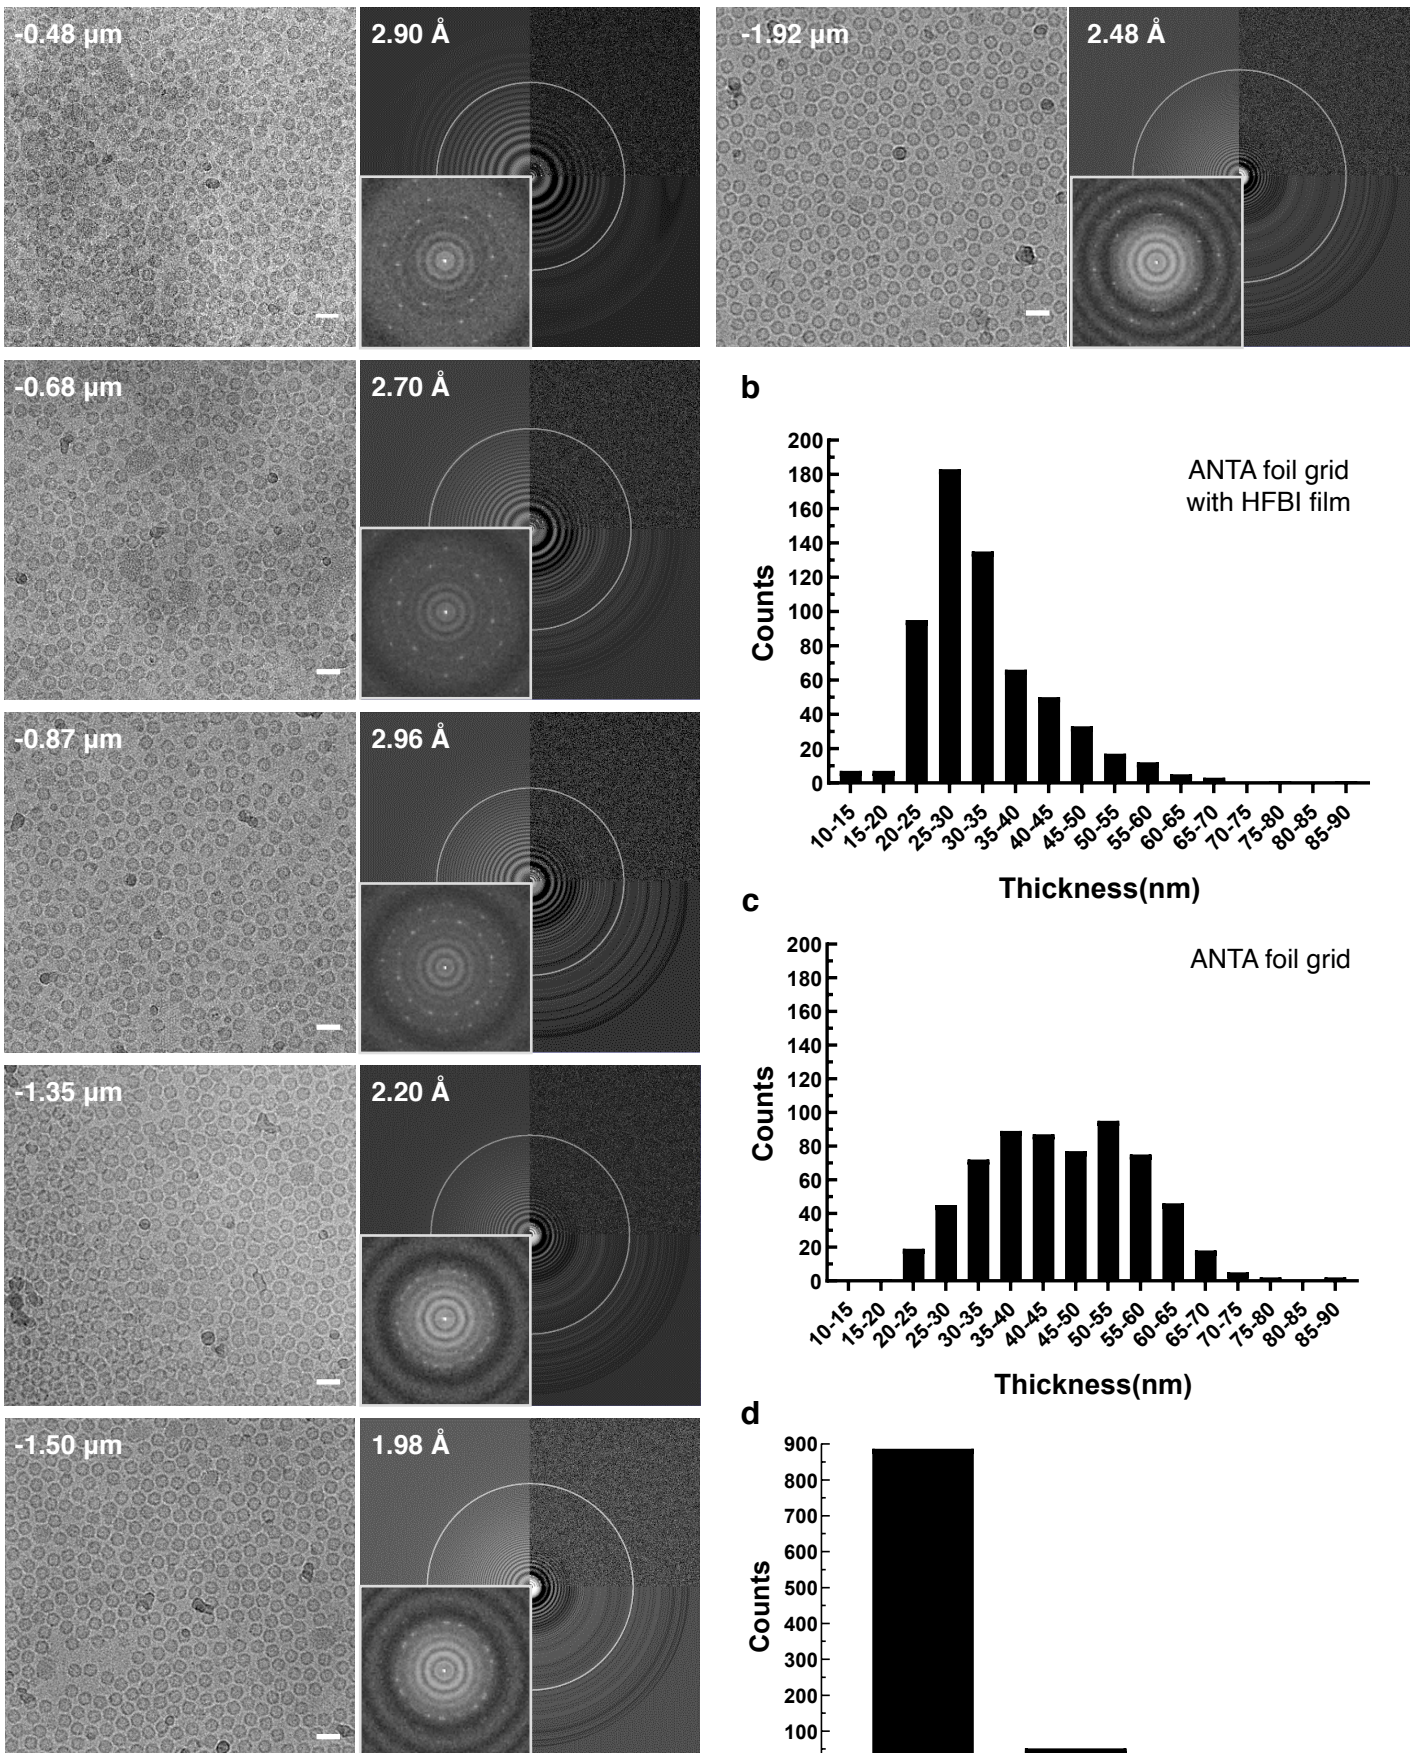 -0.48 µm
2.90 Å
-1.92 µm
2.48 Å
-0.68 µm
2.70 Å
-0.87 µm
2.96 Å
-1.35 µm
2.20 Å
-1.50 µm
1.98 Å
b
ANTA foil grid
with HFBI film
Counts
200
180
160
140
120
100
80
60
40
20
0
10-15
15-20
20-25
25-30
30-35
35-40
40-45
45-50
50-55
55-60
60-65
65-70
70-75
75-80
80-85
85-90
Thickness(nm)
c
ANTA foil grid
Counts
200
180
160
140
120
100
80
60
40
20
0
10-15
15-20
20-25
25-30
30-35
35-40
40-45
45-50
50-55
55-60
60-65
65-70
70-75
75-80
80-85
85-90
Thickness(nm)
d
Counts
900
800
700
600
500
400
300
200
100